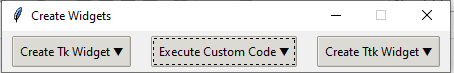 Create Widgets
Create Tk Widget ▼ Execute Custom Code ▼ Create Ttk Widget ▼